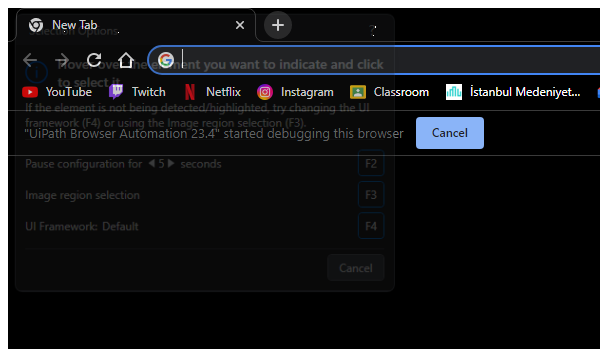 New Tab
Selection Options
?
Move over the element you want to indicate and click
to select it
YouTube Twitch Netflix Instagram Classroom İstanbul Medeniyet...
If the element is not being detected/highlighted, try changing the UI
framework (F4) or using the Image region selection (F3).
"UiPath Browser Automation 23.4" started debugging this browser Cancel
Pause configuration for 5 seconds F2
Image region selection F3
UI Framework: Default F4
Cancel